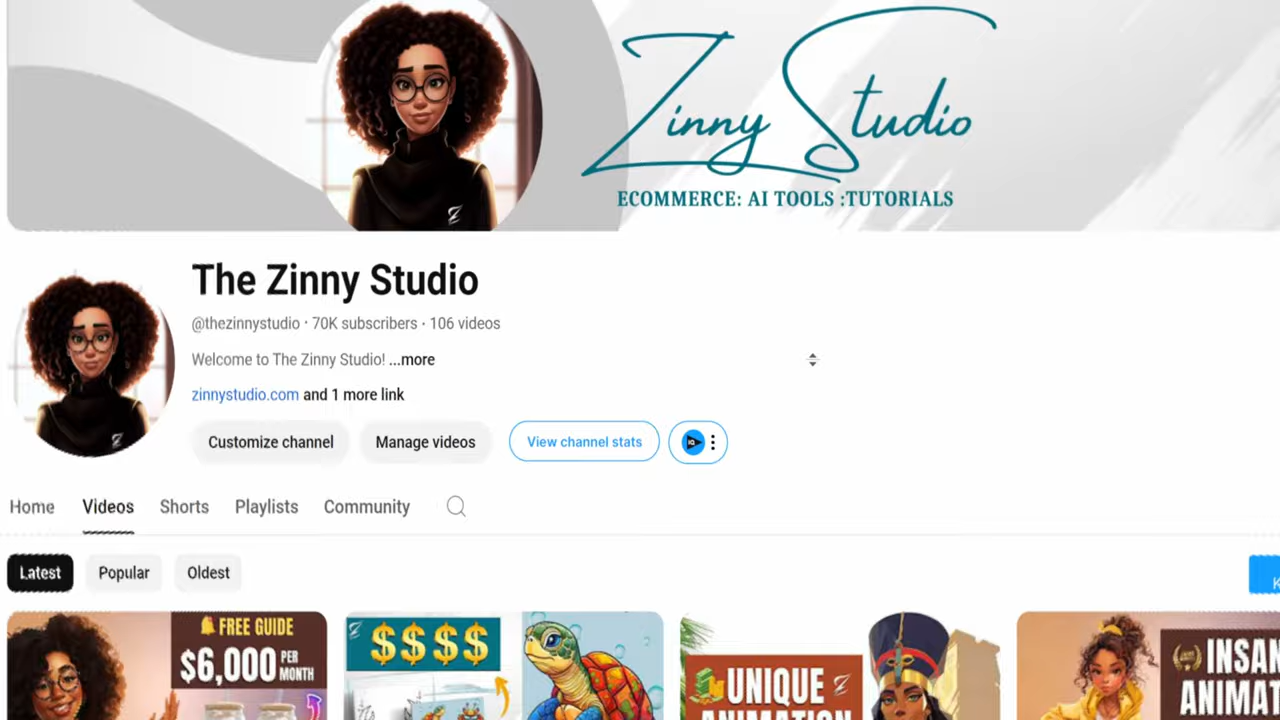 Zinny Studio
ECOMMERCE: AI TOOLS :TUTORIALS
The Zinny Studio
@thezinnystudio · 70K subscribers · 106 videos
Welcome to The Zinny Studio! ...more
zinnystudio.com and 1 more link
Customize channel
Manage videos
View channel stats
Home
Videos
Shorts
Playlists
Community
Latest
Popular
Oldest
FREE GUIDE
$6,000 PER MONTH
$$$$
UNIQUE
ANIMATION
INSAN
ANIMAT